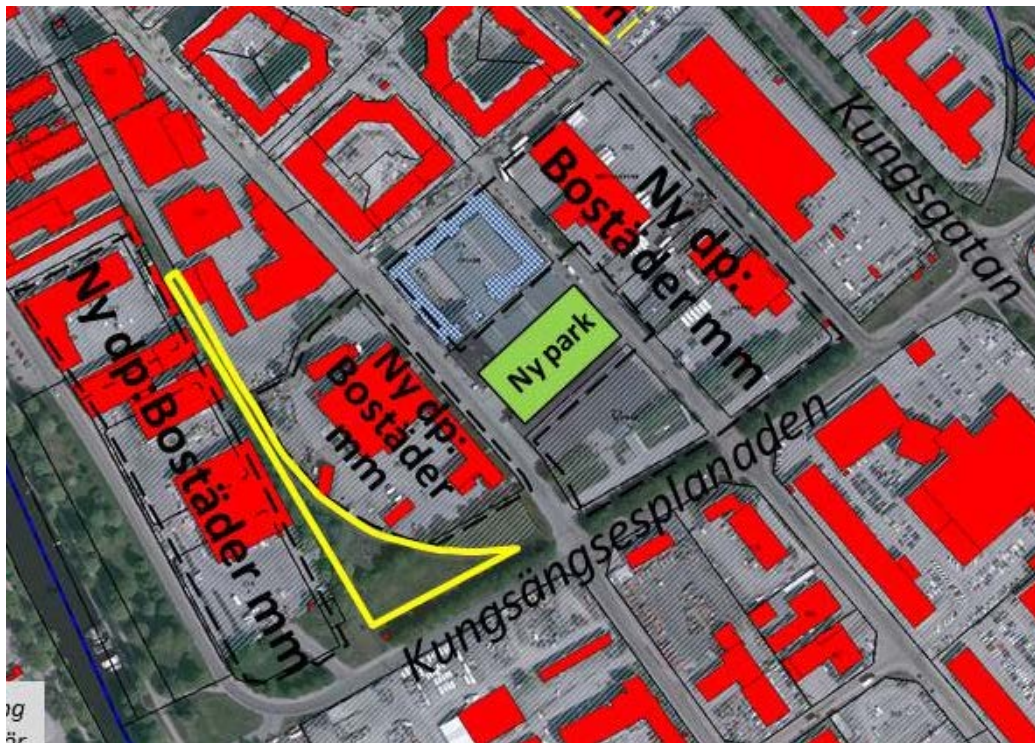 Kungsgatan
Ny dp:
Bostäder mm
Ny park
Ny dp:
Bostäder
mm
Ny dp:Bostäder mm
Kungsängsesplanaden